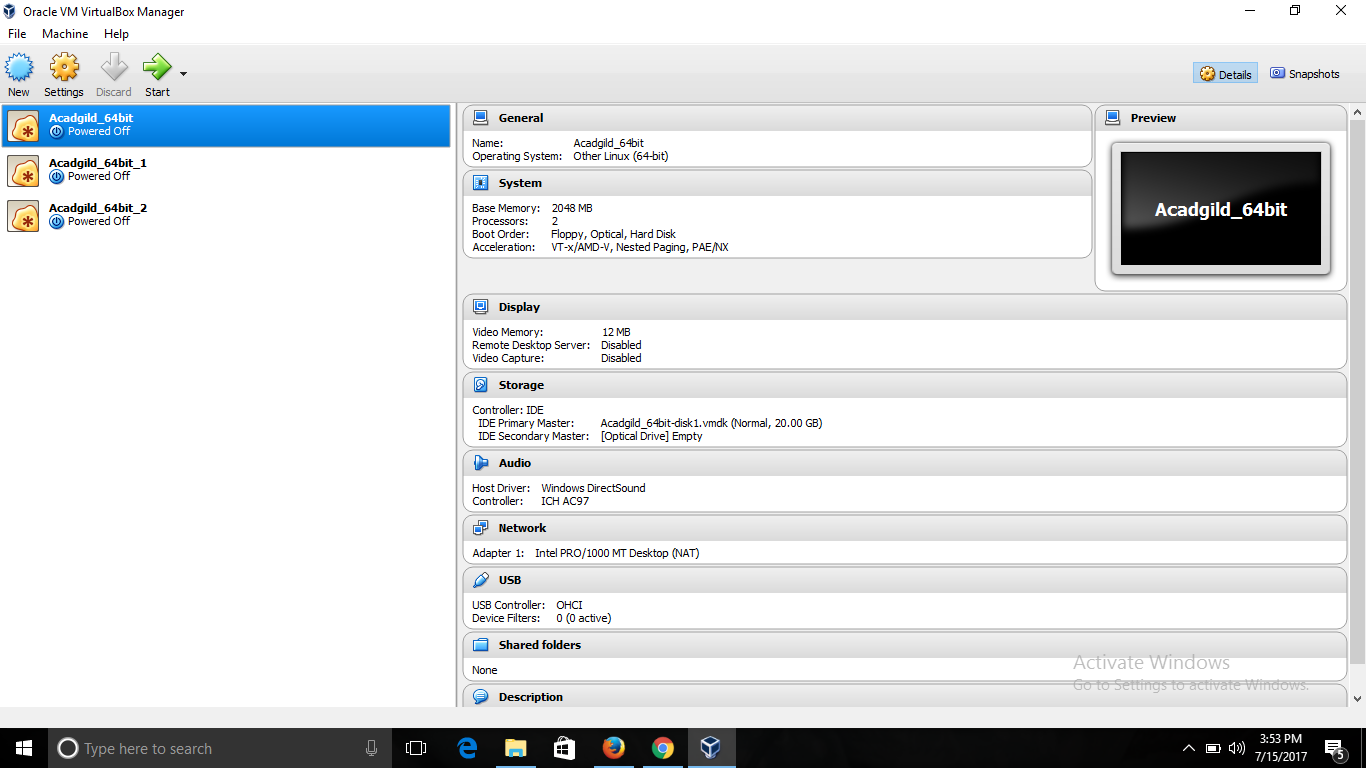 Oracle VM VirtualBox Manager
File Machine Help
New Settings Discard Start
Details Snapshots
Acadgild_64bit
Powered Off
Acadgild_64bit_1
Powered Off
Acadgild_64bit_2
Powered Off
General
Name: Acadgild_64bit
Operating System: Other Linux (64-bit)
System
Base Memory: 2048 MB
Processors: 2
Boot Order: Floppy, Optical, Hard Disk
Acceleration: VT-x/AMD-V, Nested Paging, PAE/NX
Preview
Acadgild_64bit
Display
Video Memory: 12 MB
Remote Desktop Server: Disabled
Video Capture: Disabled
Storage
Controller: IDE
IDE Primary Master: Acadgild_64bit-disk1.vmdk (Normal, 20.00 GB)
IDE Secondary Master: [Optical Drive] Empty
Audio
Host Driver: Windows DirectSound
Controller: ICH AC97
Network
Adapter 1: Intel PRO/1000 MT Desktop (NAT)
USB
USB Controller: OHCI
Device Filters: 0 (0 active)
Shared folders
None
Description
Activate Windows
Go to Settings to activate Windows.
Type here to search
3:53 PM
7/15/2017
5